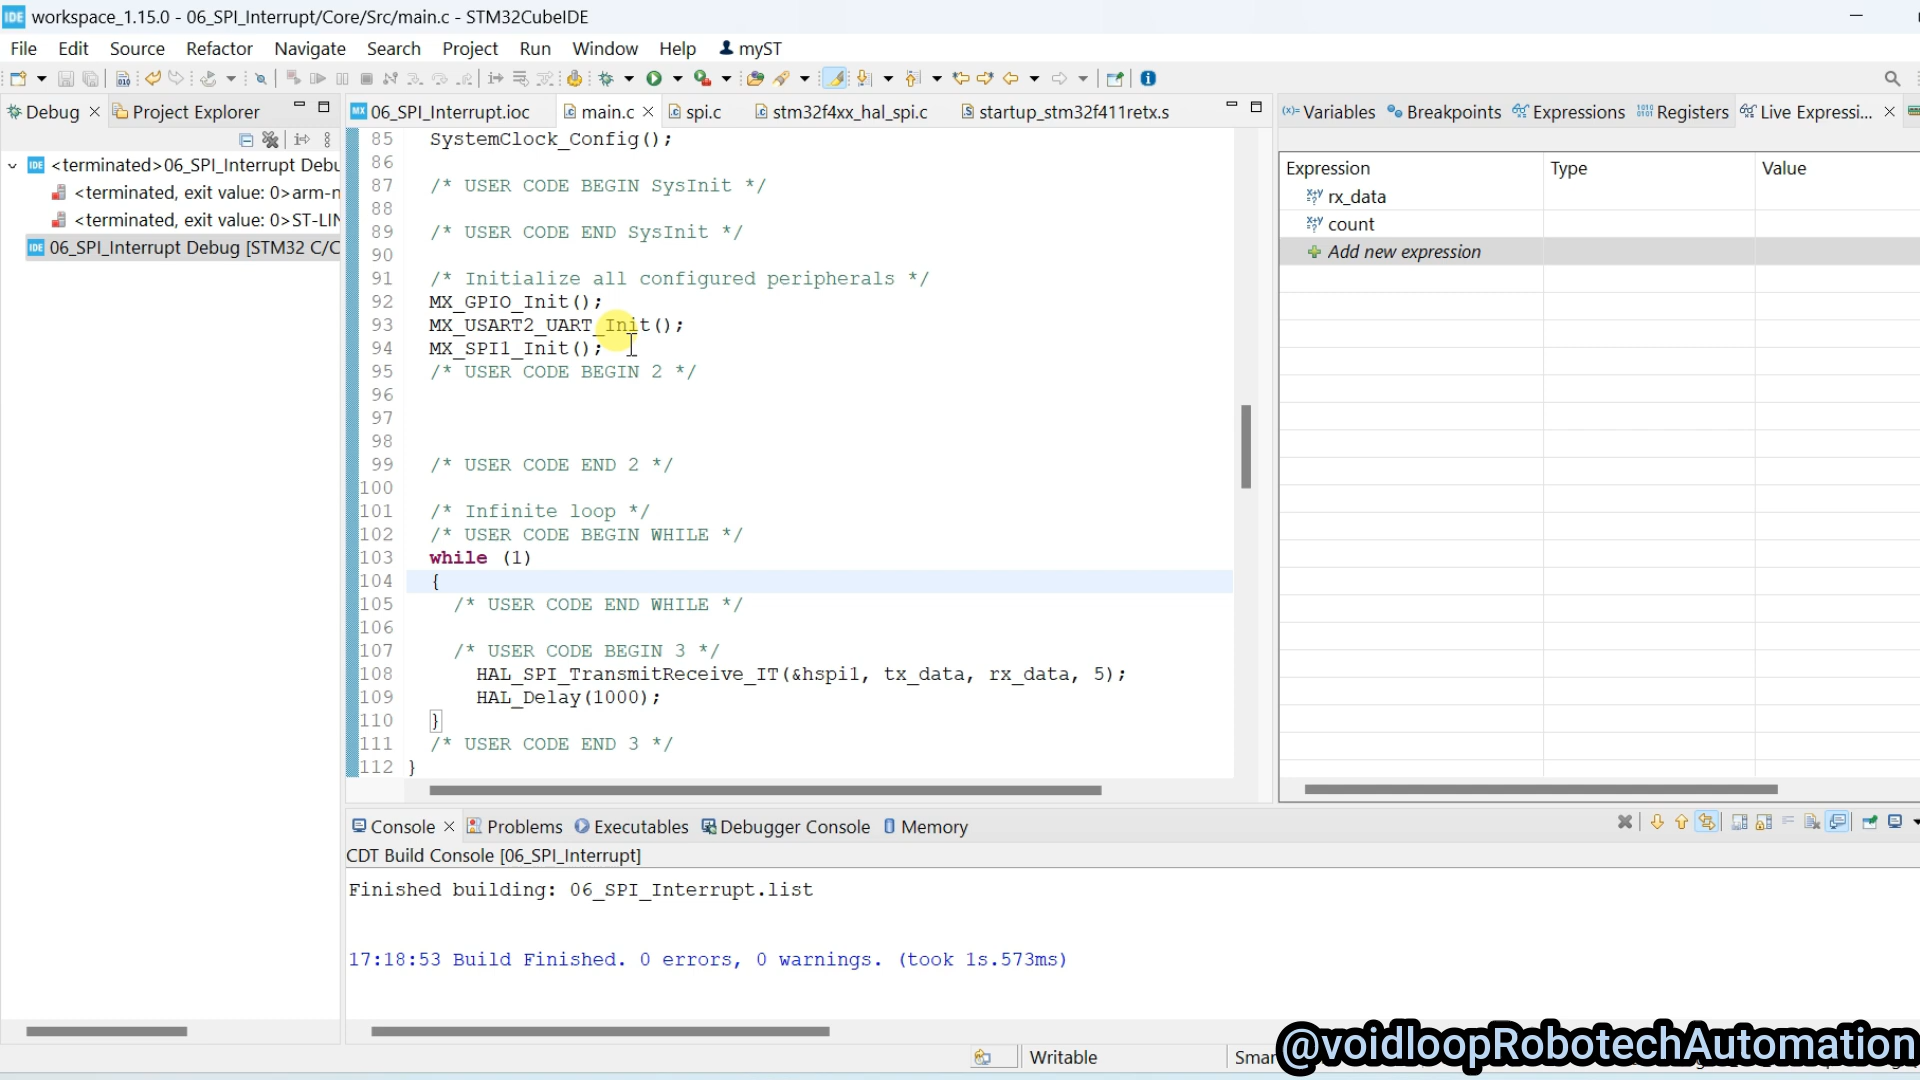 IDE workspace_1.15.0 - 06_SPI_Interrupt/Core/Src/main.c - STM32CubeIDE
File Edit Source Refactor Navigate Search Project Run Window Help myST
Debug Project Explorer
MX 06_SPI_Interrupt.ioc main.c spi.c stm32f4xx_hal_spi.c startup_stm32f411retx.s
(x)= Variables Breakpoints Expressions Registers Live Expressi...
IDE <terminated>06_SPI_Interrupt Debu
<terminated, exit value: 0>arm-n
<terminated, exit value: 0>ST-LIN
IDE 06_SPI_Interrupt Debug [STM32 C/C
85 SystemClock_Config();
86
87 /* USER CODE BEGIN SysInit */
88
89 /* USER CODE END SysInit */
90
91 /* Initialize all configured peripherals */
92 MX_GPIO_Init();
93 MX_USART2_UART_Init();
94 MX_SPI1_Init();
95 /* USER CODE BEGIN 2 */
96
97
98
99 /* USER CODE END 2 */
100
101 /* Infinite loop */
102 /* USER CODE BEGIN WHILE */
103 while (1)
104 {
105 /* USER CODE END WHILE */
106
107 /* USER CODE BEGIN 3 */
108 HAL_SPI_TransmitReceive_IT(&hspi1, tx_data, rx_data, 5);
109 HAL_Delay(1000);
110 }
111 /* USER CODE END 3 */
112 }
Expression Type Value
rx_data
count
Add new expression
Console Problems Executables Debugger Console Memory
CDT Build Console [06_SPI_Interrupt]
Finished building: 06_SPI_Interrupt.list
17:18:53 Build Finished. 0 errors, 0 warnings. (took 1s.573ms)
Writable
Smar
@voidloopRobotechAutomation